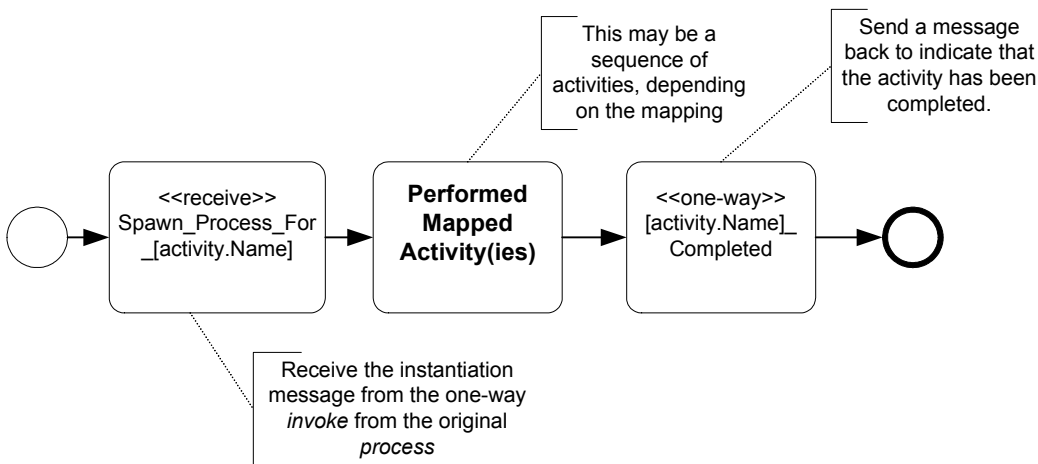 This may be a
sequence of
activities, depending
on the mapping
Send a message
back to indicate that
the activity has been
completed.
<<receive>>
Spawn_Process_For
_[activity.Name]
Performed
Mapped
Activity(ies)
<<one-way>>
[activity.Name]_
Completed
Receive the instantiation
message from the one-way
invoke from the original
process